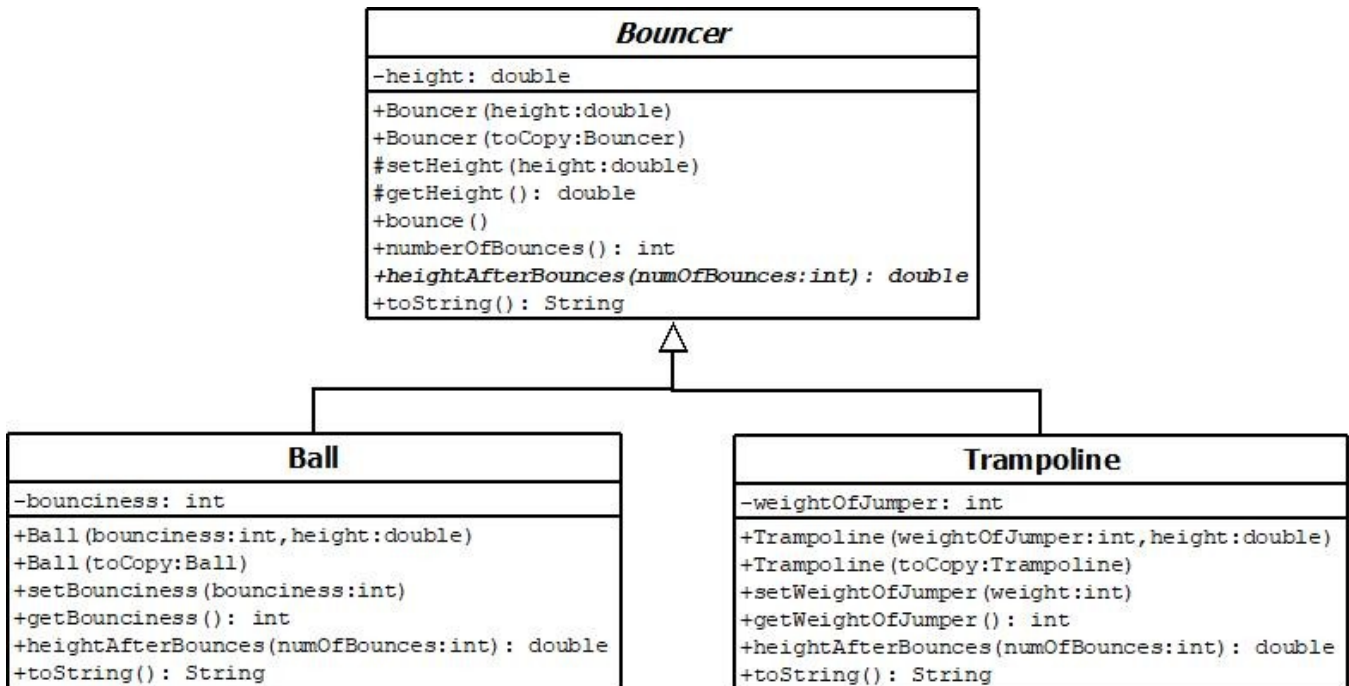 Bouncer
-height: double
+Bouncer(height:double)
+Bouncer(toCopy:Bouncer)
#setHeight(height:double)
#getHeight(): double
+bounce()
+numberOfBounces(): int
+heightAfterBounces(numOfBounces:int): double
+toString(): String
Ball
-bounciness: int
+Ball(bounciness:int,height:double)
+Ball(toCopy:Ball)
+setBounciness(bounciness:int)
+getBounciness(): int
+heightAfterBounces(numOfBounces:int): double
+toString(): String
Trampoline
-weightOfJumper: int
+Trampoline(weightOfJumper:int,height:double)
+Trampoline(toCopy:Trampoline)
+setWeightOfJumper(weight:int)
+getWeightOfJumper(): int
+heightAfterBounces(numOfBounces:int): double
+toString(): String